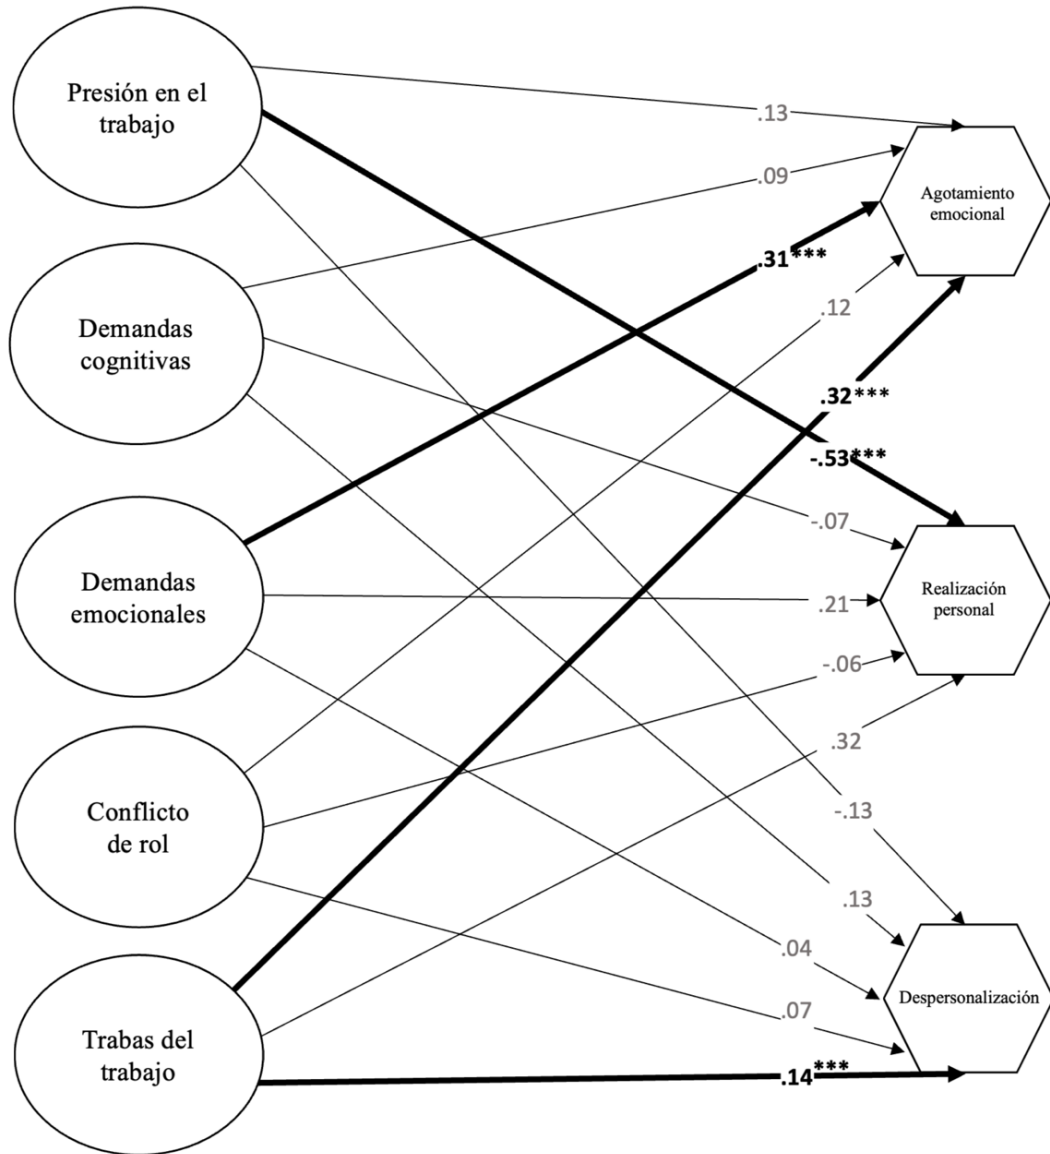 Presión en el
trabajo
.13
Agotamiento
emocional
.09
.31***
.12
Demandas
cognitivas
.32***
-.53***
-.07
Demandas
emocionales
.21
Realización
personal
-.06
.32
Conflicto
de rol
-.13
.13
.04
.07
Despersonalización
Trabas del
trabajo
.14***